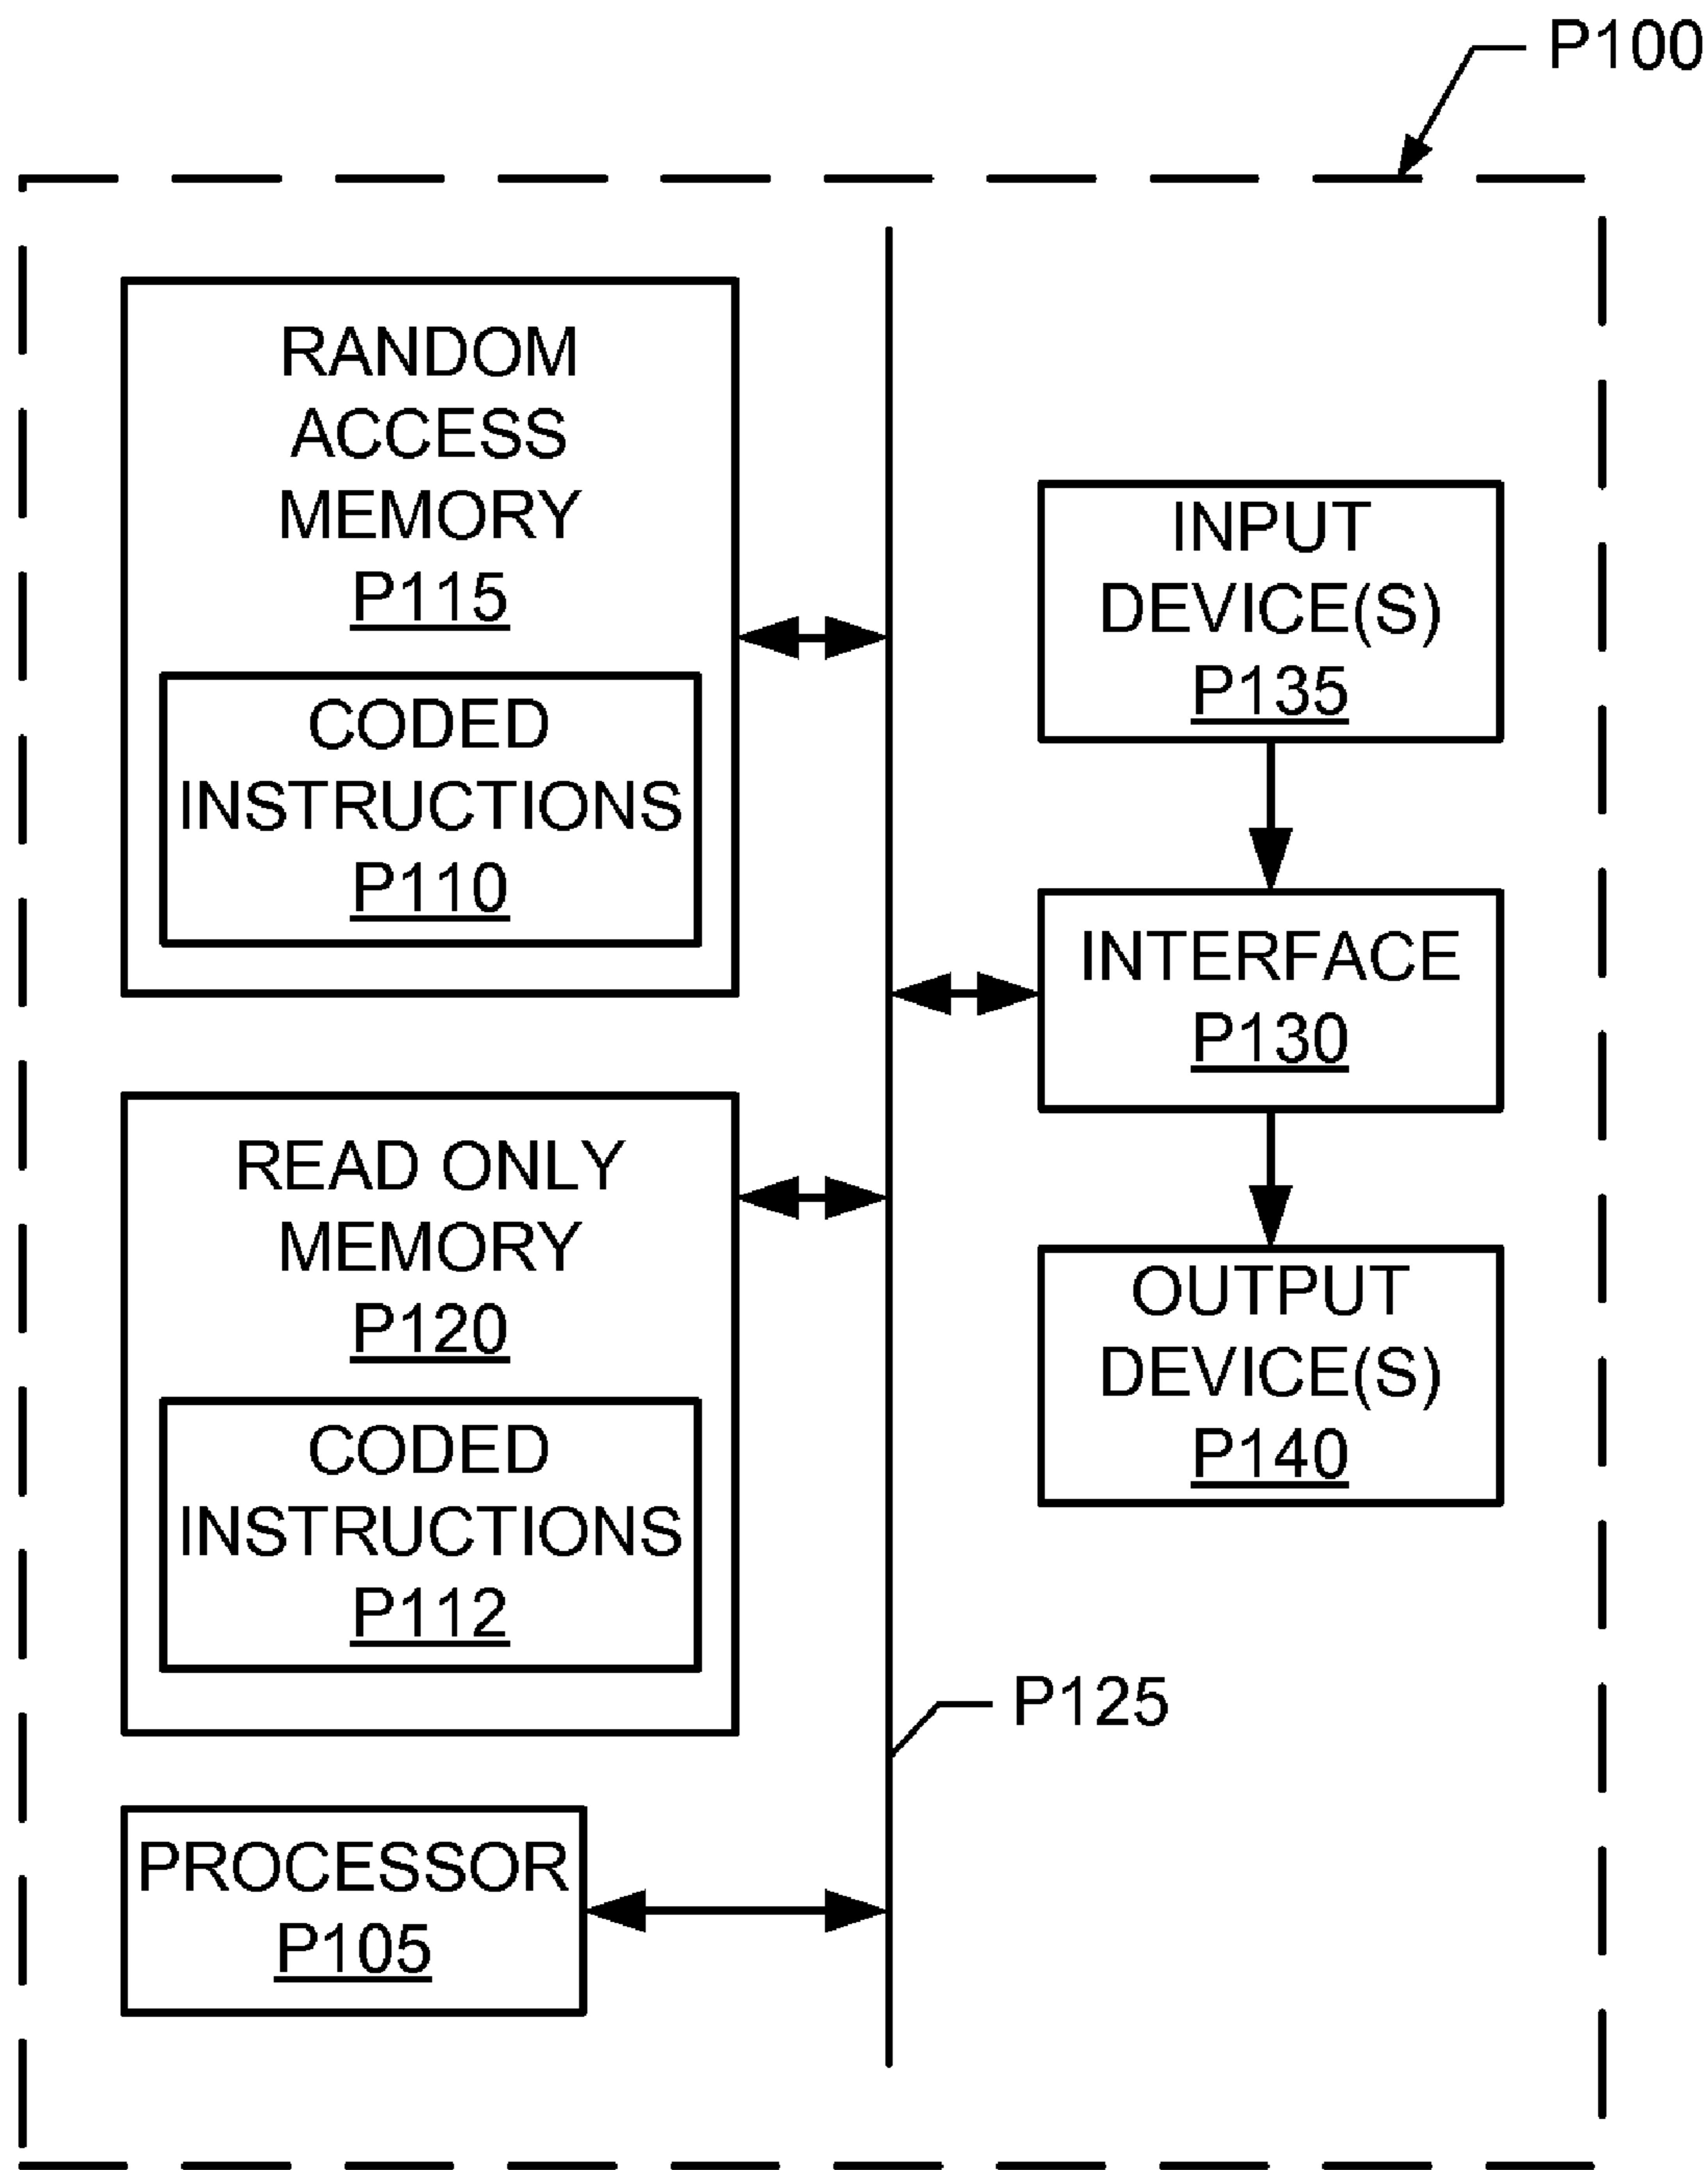 P100
RANDOM
ACCESS
MEMORY
P115
CODED
INSTRUCTIONS
P110
READ ONLY
MEMORY
P120
CODED
INSTRUCTIONS
P112
PROCESSOR
P105
INPUT
DEVICE(S)
P135
INTERFACE
P130
OUTPUT
DEVICE(S)
P140
P125